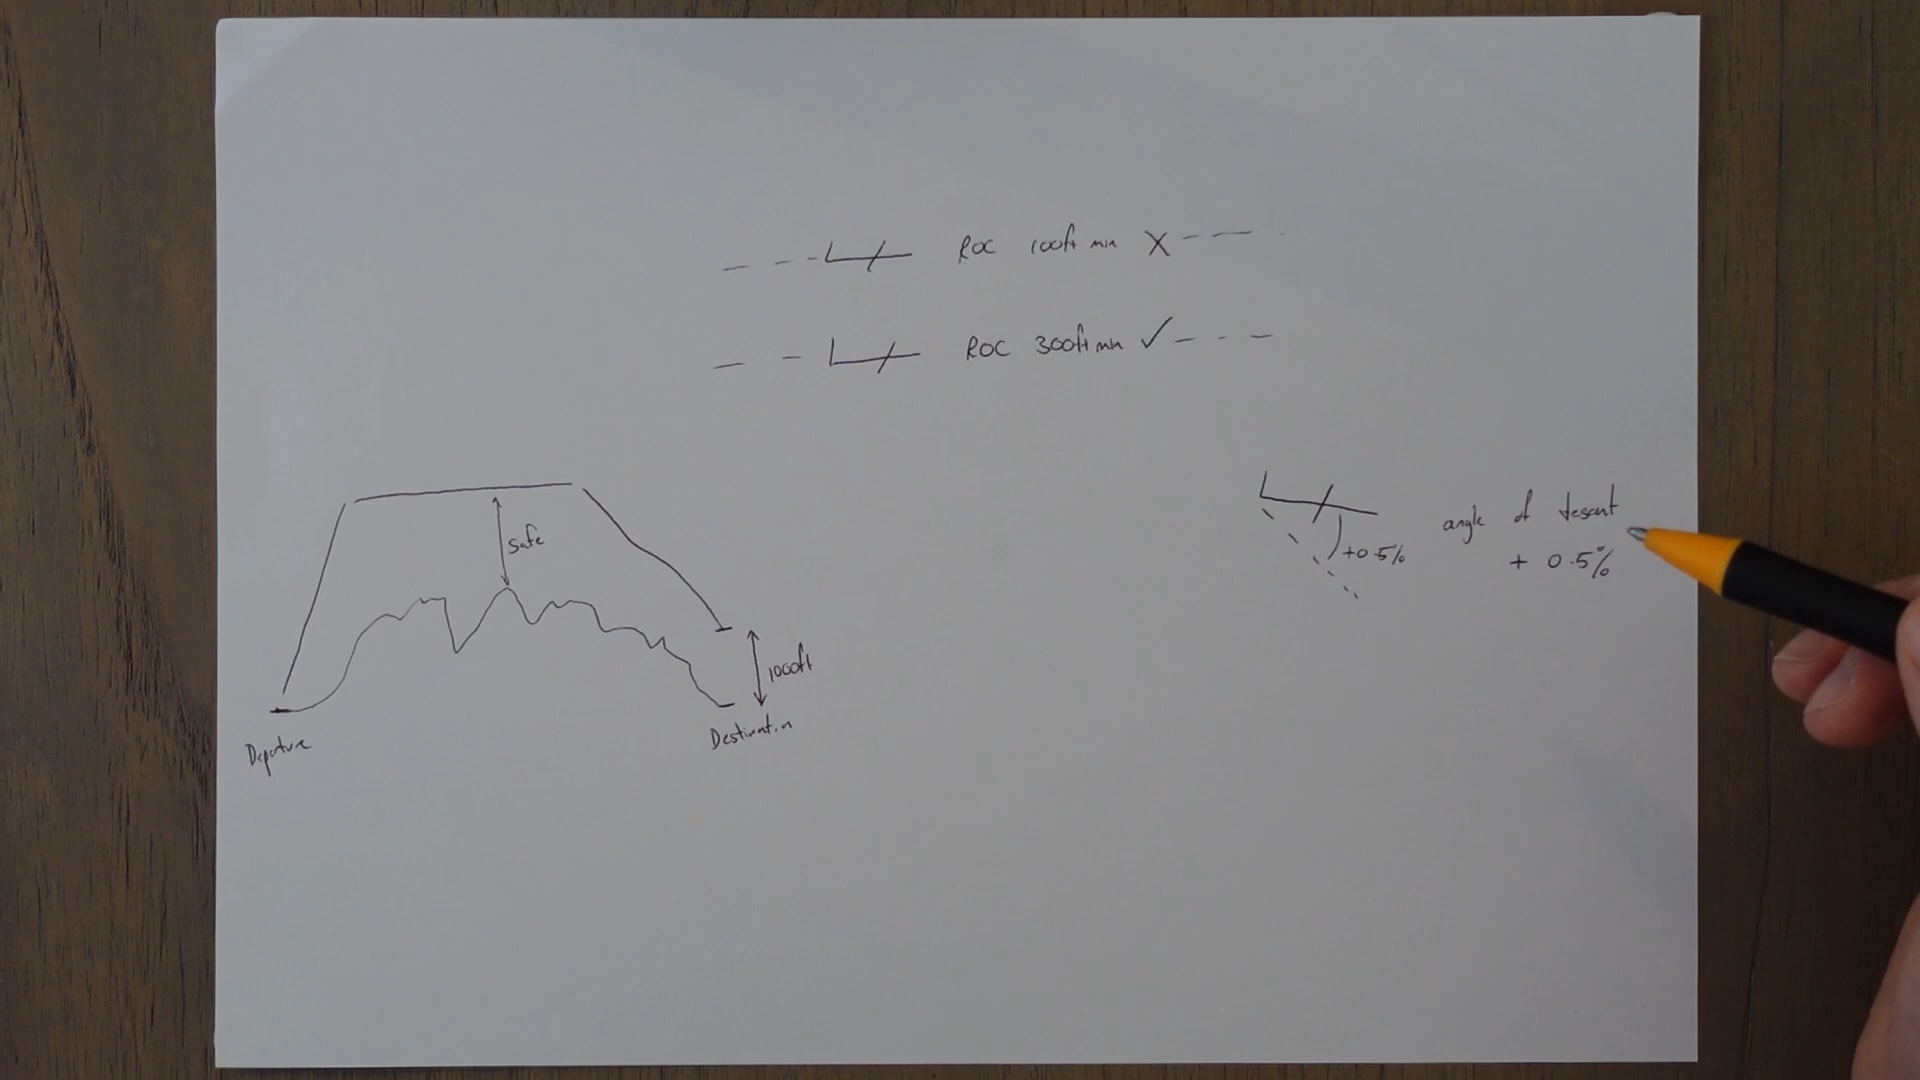 ROC 100ft min X
ROC 300ft min ✓
Safe
1000ft
Departure
Destination
+0.5%
angle of descent
+ 0.5%